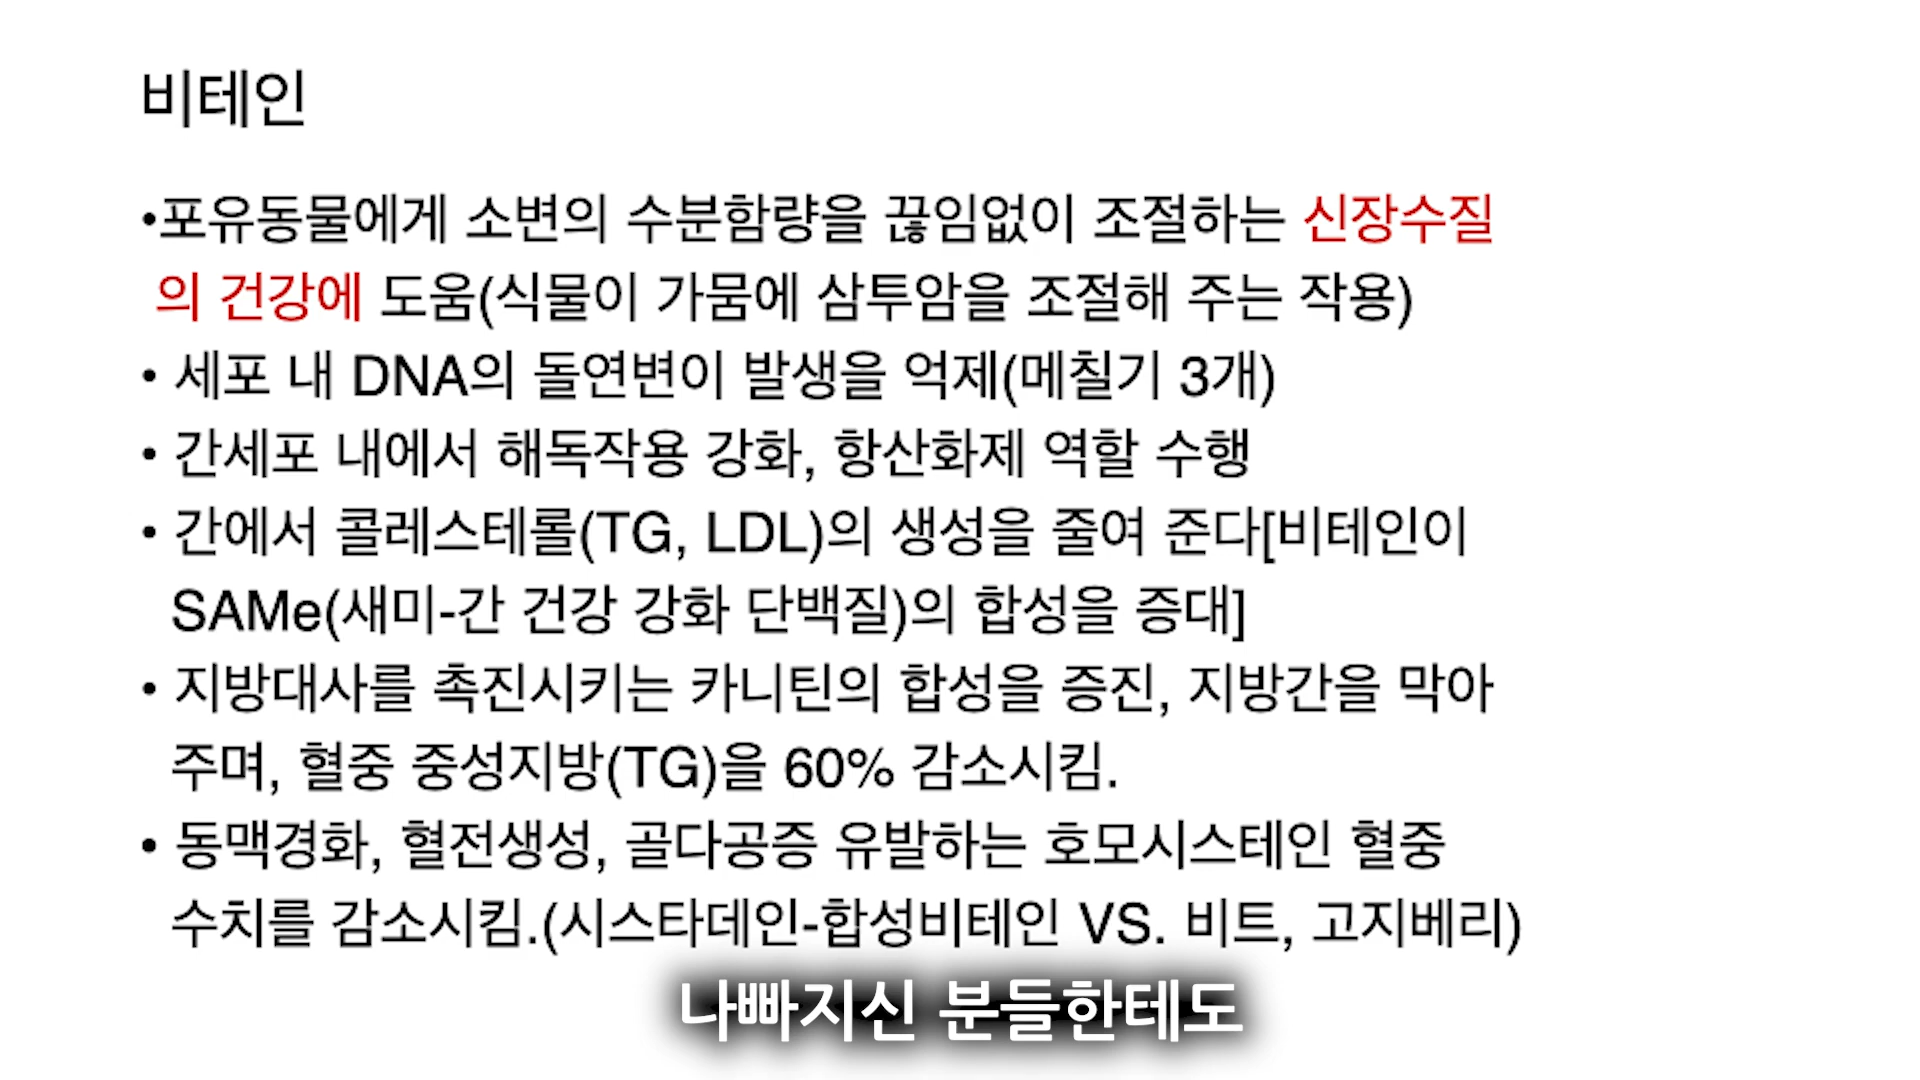 비테인
•포유동물에게 소변의 수분함량을 끊임없이 조절하는 신장수질
의 건강에 도움(식물이 가뭄에 삼투암을 조절해 주는 작용)
• 세포 내 DNA의 돌연변이 발생을 억제(메칠기 3개)
• 간세포 내에서 해독작용 강화, 항산화제 역할 수행
• 간에서 콜레스테롤(TG, LDL)의 생성을 줄여 준다[비테인이
SAMe(새미-간 건강 강화 단백질)의 합성을 증대]
• 지방대사를 촉진시키는 카니틴의 합성을 증진, 지방간을 막아
주며, 혈중 중성지방(TG)을 60% 감소시킴.
• 동맥경화, 혈전생성, 골다공증 유발하는 호모시스테인 혈중
수치를 감소시킴.(시스타데인-합성비테인 VS. 비트, 고지베리)
나빠지신 분들한테도